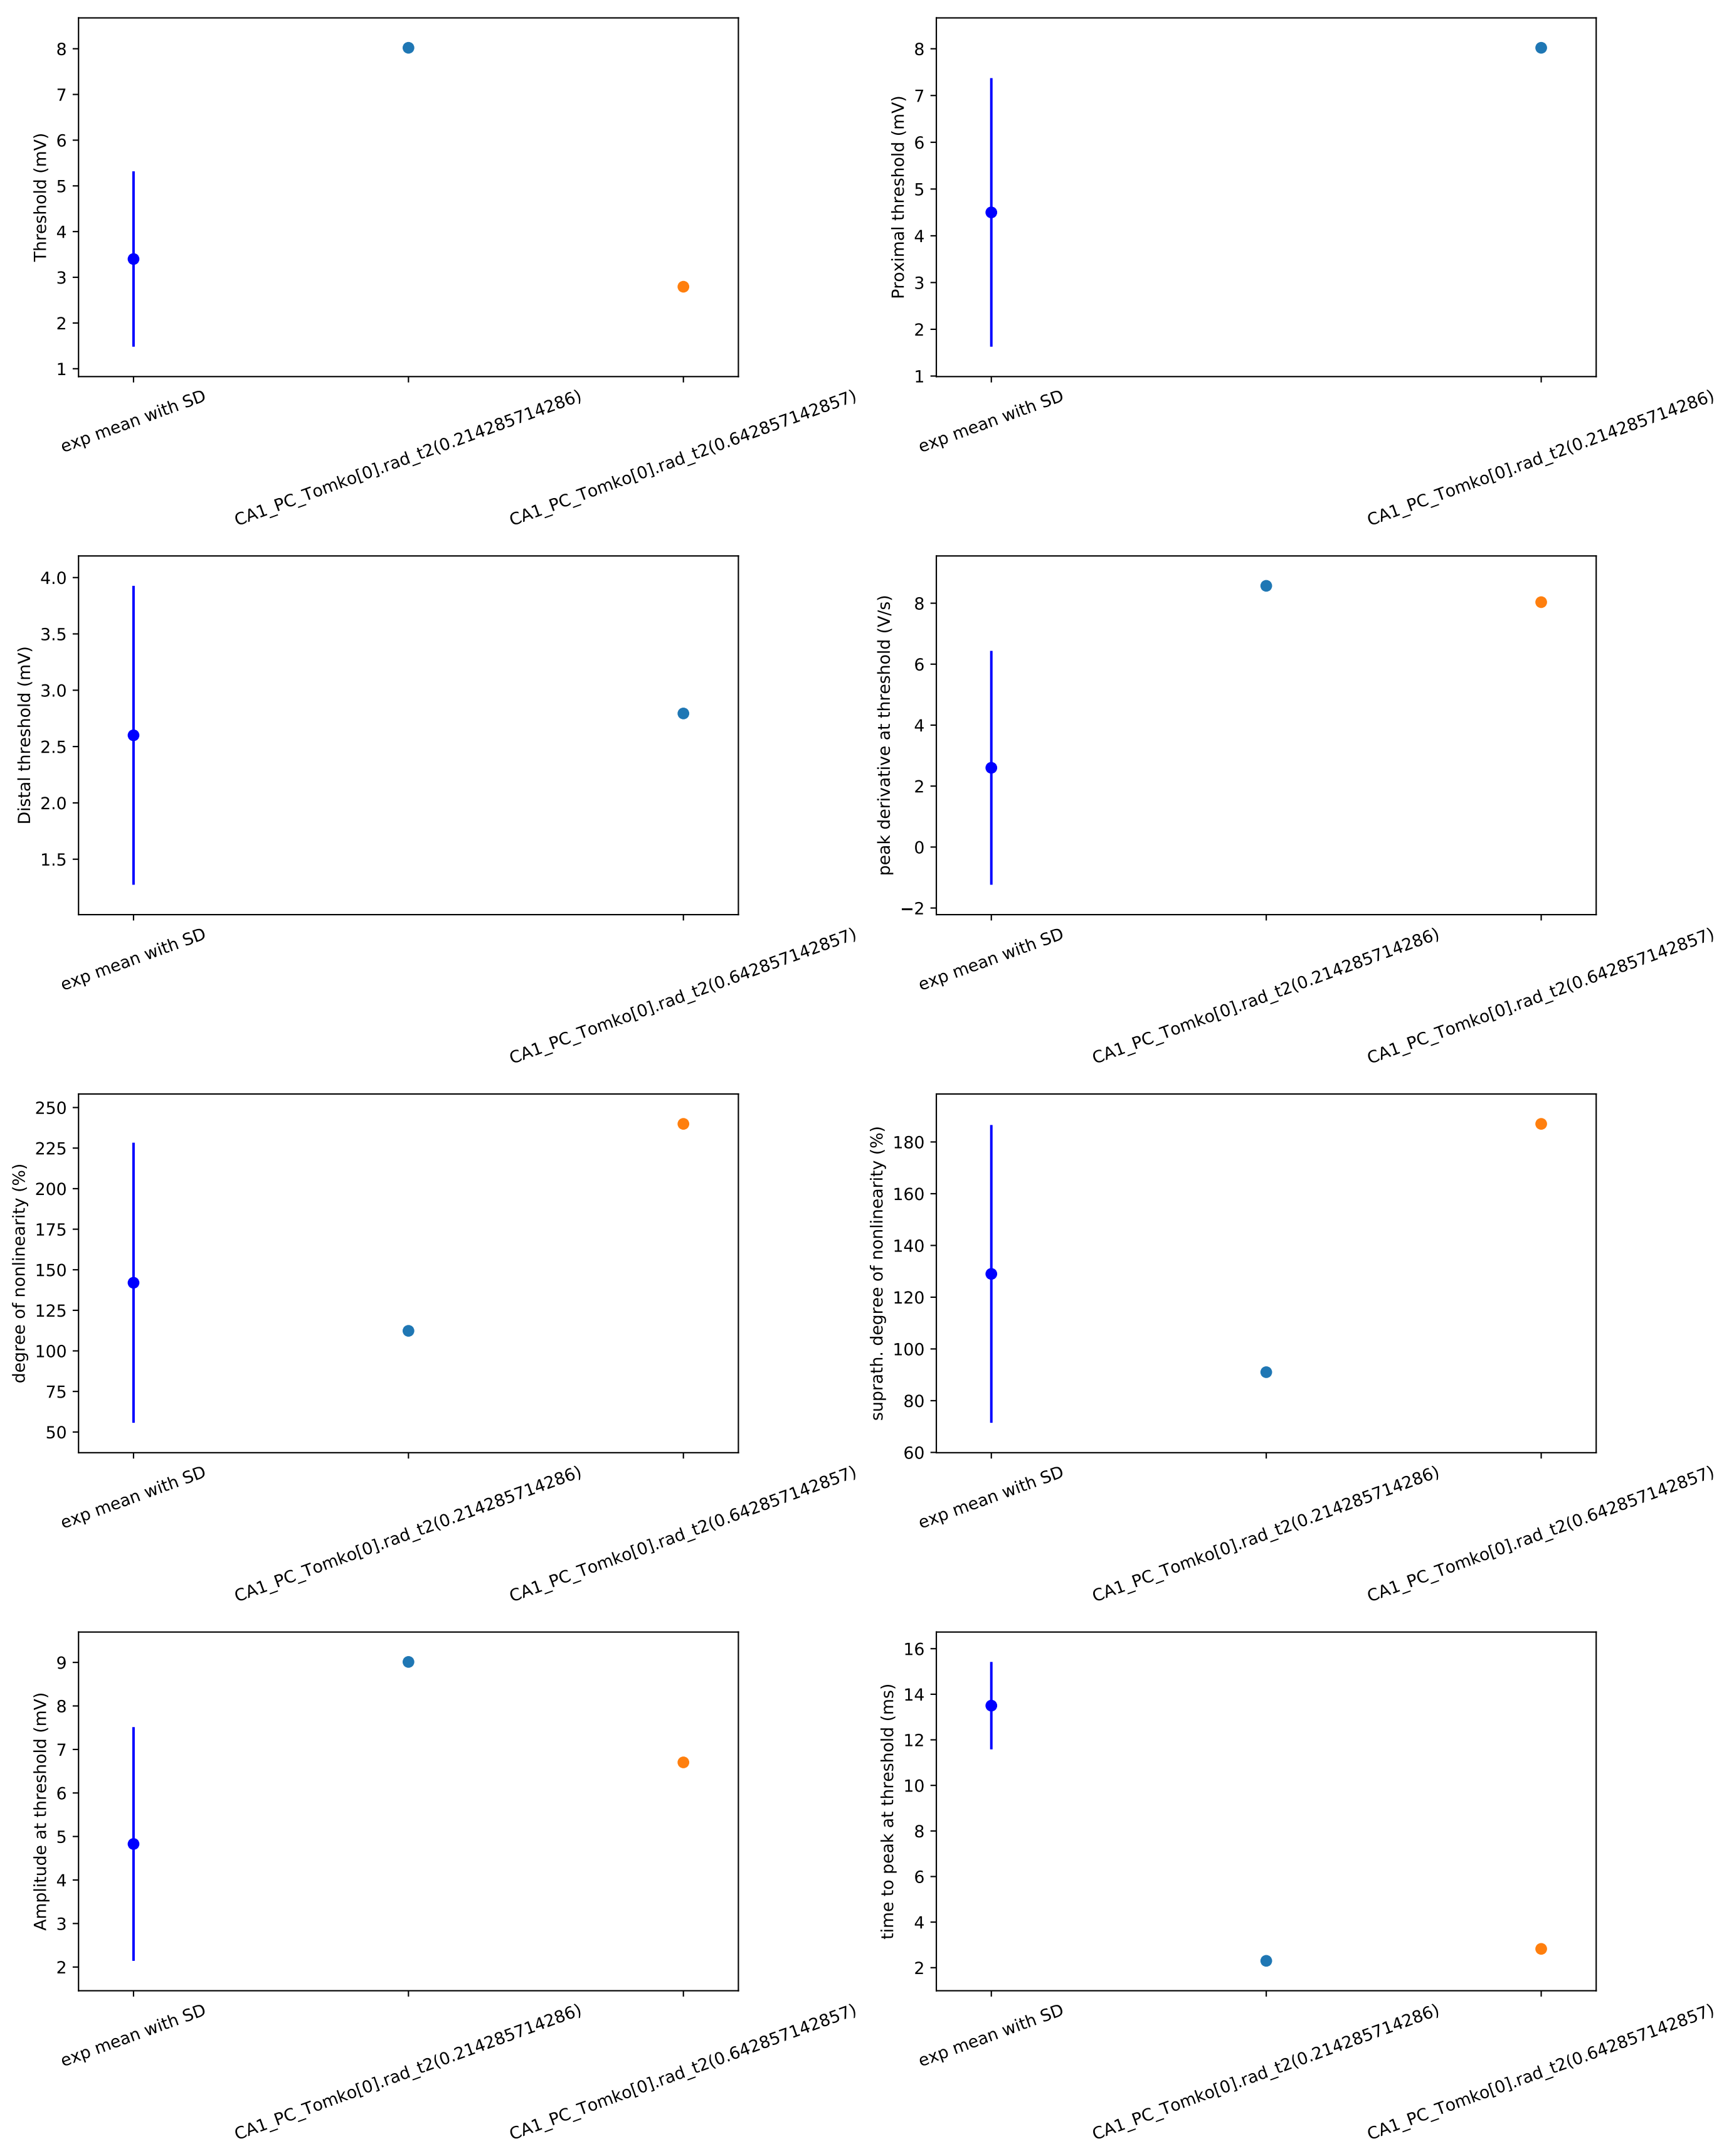 Threshold (mV)
8
7
6
5
4
3
2
1
exp mean with SD
CA1_PC_Tomko[0].rad_t2(0.214285714286)
CA1_PC_Tomko[0].rad_t2(0.642857142857)
Proximal threshold (mV)
8
7
6
5
4
3
2
1
exp mean with SD
CA1_PC_Tomko[0].rad_t2(0.214285714286)
Distal threshold (mV)
4.0
3.5
3.0
2.5
2.0
1.5
exp mean with SD
CA1_PC_Tomko[0].rad_t2(0.642857142857)
peak derivative at threshold (V/s)
8
6
4
2
0
−2
exp mean with SD
CA1_PC_Tomko[0].rad_t2(0.214285714286)
CA1_PC_Tomko[0].rad_t2(0.642857142857)
degree of nonlinearity (%)
250
225
200
175
150
125
100
75
50
exp mean with SD
CA1_PC_Tomko[0].rad_t2(0.214285714286)
CA1_PC_Tomko[0].rad_t2(0.642857142857)
suprath. degree of nonlinearity (%)
180
160
140
120
100
80
60
exp mean with SD
CA1_PC_Tomko[0].rad_t2(0.214285714286)
CA1_PC_Tomko[0].rad_t2(0.642857142857)
Amplitude at threshold (mV)
9
8
7
6
5
4
3
2
exp mean with SD
CA1_PC_Tomko[0].rad_t2(0.214285714286)
CA1_PC_Tomko[0].rad_t2(0.642857142857)
time to peak at threshold (ms)
16
14
12
10
8
6
4
2
exp mean with SD
CA1_PC_Tomko[0].rad_t2(0.214285714286)
CA1_PC_Tomko[0].rad_t2(0.642857142857)